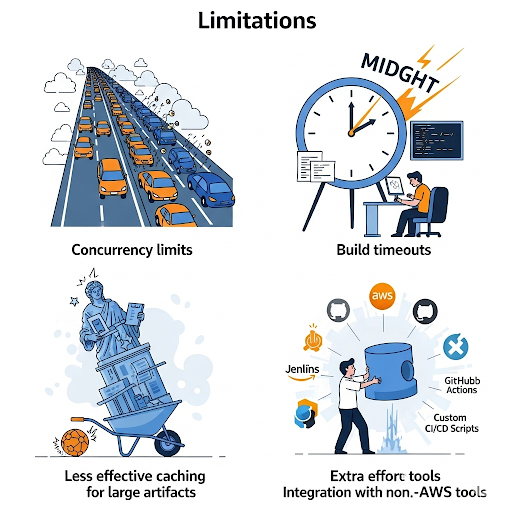 Limitations
MIDGHT
Concurrency limits
Build timeouts
aws
Jenlins
GitHubb
Actions
Custom
CI/CD Scripts
Less effective caching
for large artifacts
Extra effort tools
Integration with non.-AWS tools